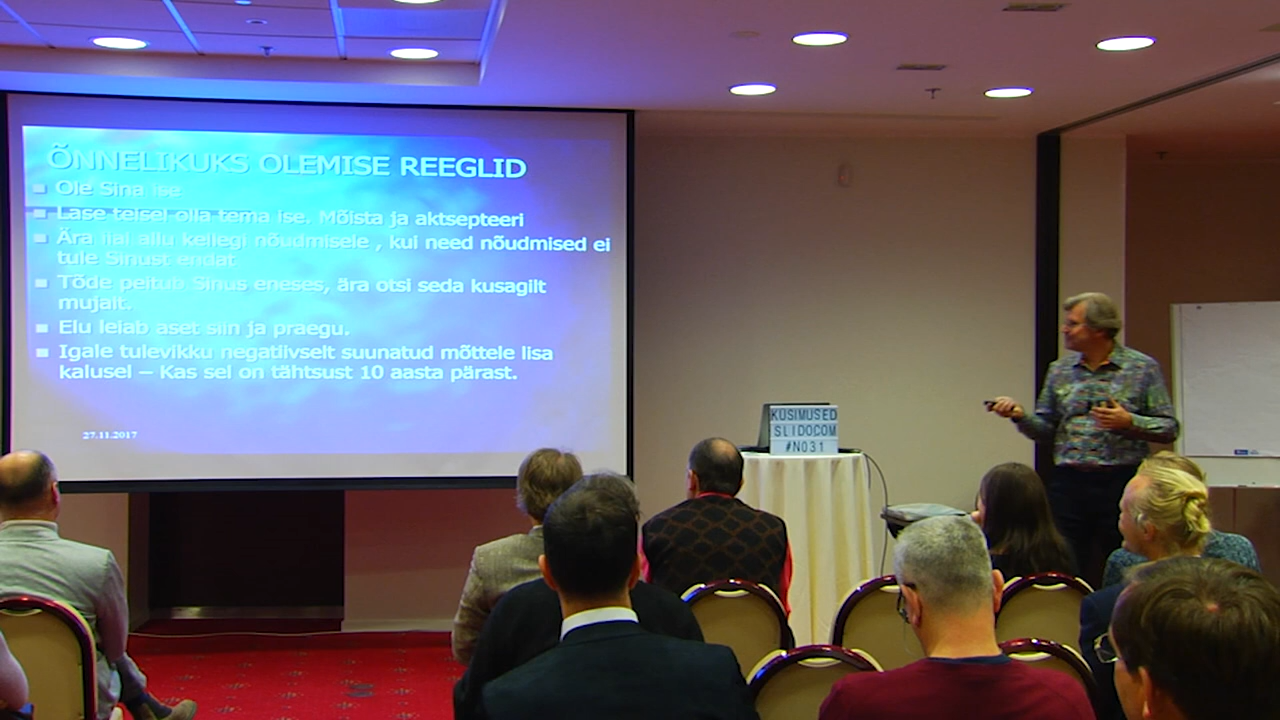 ÕNNELIKUKS OLEMISE REEGLID
Ole Sina ise
Lase teisel olla tema ise. Mõista ja aktsepteeri
Ära iial allu kellegi nõudmisele , kui need nõudmised ei
tule Sinust endat
Tõde peitub Sinus eneses, ära otsi seda kusagilt
mujalt.
Elu leiab aset siin ja praegu.
Igale tulevikku negatiivselt suunatud mõttele lisa
kalusel – Kas sel on tähtsust 10 aasta pärast.
27.11.2017
KÜSIMUSED
SLIDOCOM
#N031